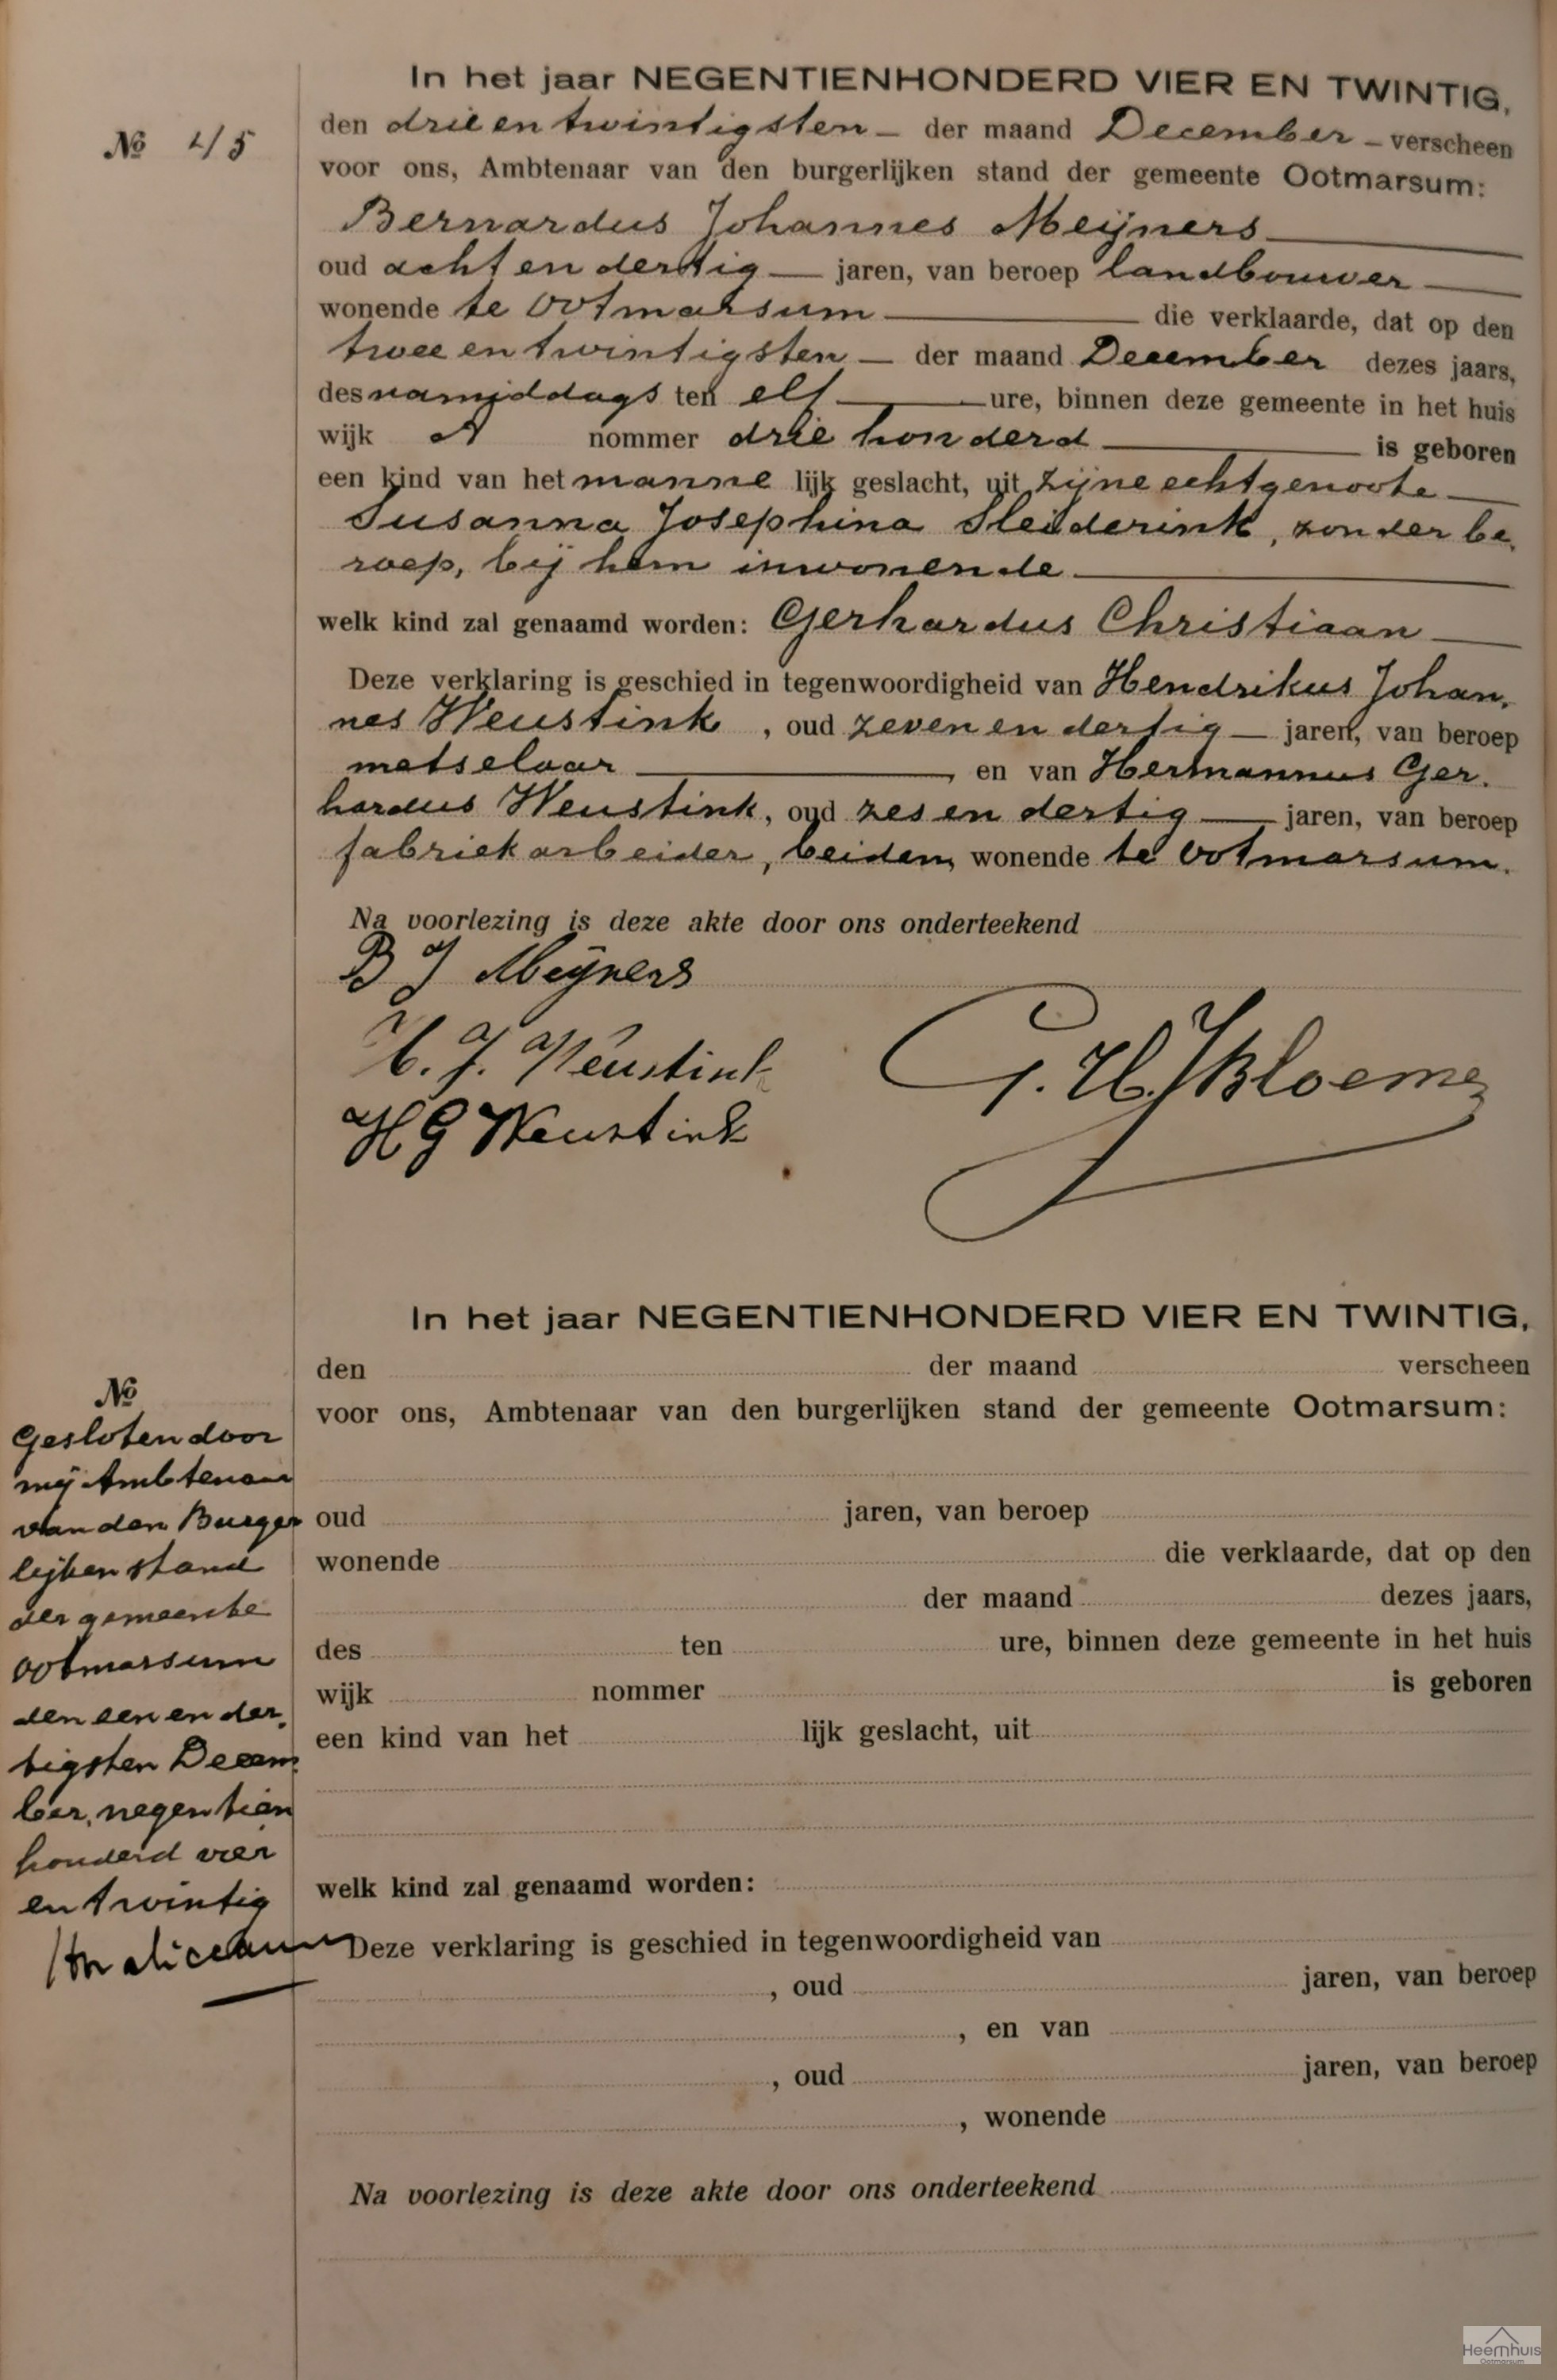 In het jaar NEGENTIENHONDERD VIER EN TWINTIG,
№ 45
den drie en twintigsten — der maand December — verscheen
voor ons, Ambtenaar van den burgerlijken stand der gemeente Ootmarsum:
Bernardus Johannes Meijners
oud acht en dertig — jaren, van beroep landbouwer
wonende te Ootmarsum die verklaarde, dat op den
twee en twintigsten — der maand December dezes jaars,
des namiddags ten elf ure, binnen deze gemeente in het huis
wijk A nommer drie honderd is geboren
een kind van het manne lijk geslacht, uit zijne echtgenoote
Susanna Josephina Sleiderink, zonder be,
roep, bij hem inwonende
welk kind zal genaamd worden: Gerhardus Christiaan
Deze verklaring is geschied in tegenwoordigheid van Hendrikus Johan,
nes Weustink, oud zeven en dertig — jaren, van beroep
metselaar, en van Hermannus Ger.
hardus Weustink, oud zes en dertig — jaren, van beroep
fabriekarbeider, beiden, wonende te Ootmarsum.
Na voorlezing is deze akte door ons onderteekend
B J Meijners
H. J. Weustink
G. H. J Bloemen
H G Weustink
In het jaar NEGENTIENHONDERD VIER EN TWINTIG,
den der maand verscheen
voor ons, Ambtenaar van den burgerlijken stand der gemeente Ootmarsum:
oud jaren, van beroep
wonende die verklaarde, dat op den
der maand dezes jaars,
des ten ure, binnen deze gemeente in het huis
wijk nommer is geboren
een kind van het lijk geslacht, uit
welk kind zal genaamd worden:
Deze verklaring is geschied in tegenwoordigheid van
, oud jaren, van beroep
, en van
, oud jaren, van beroep
, wonende
Na voorlezing is deze akte door ons onderteekend
№
Gesloten door
mij Ambtenaar
van den Burger
lijken stand
der gemeente
Ootmarsum
den een en der,
tigsten Decem
ber, negentien
honderd vier
en twintig
Heemhuis
Ootmarsum